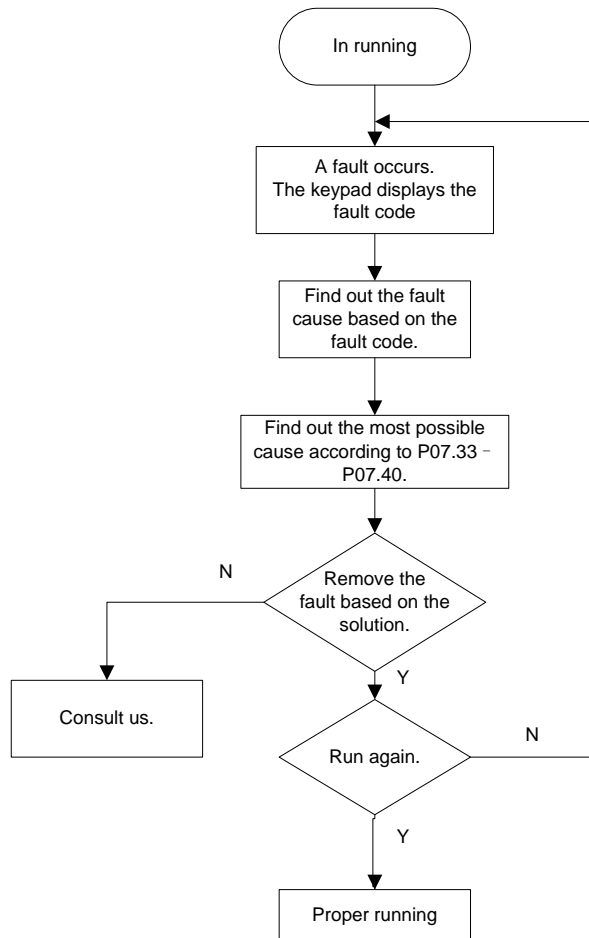 In running
A fault occurs.
The keypad displays the
fault code
Find out the fault
cause based on the
fault code.
Find out the most possible
cause according to P07.33–
P07.40.
N
Remove the
fault based on the
solution.
Y
Consult us.
Run again.
N
Y
Proper running